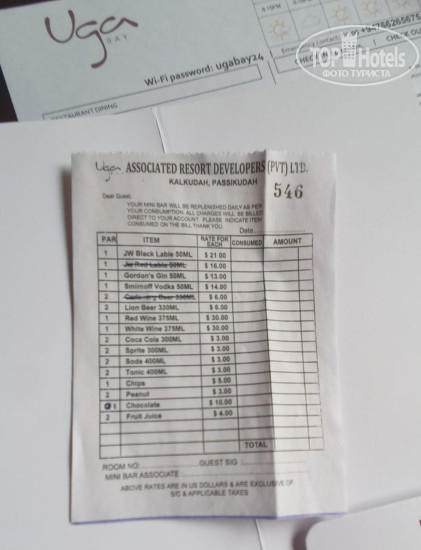 Uga
BAY
Wi-Fi password: ugabay24
RESTAURANT DINING
TOP Hotels
ФОТО ТУРИСТА
Uga ASSOCIATED RESORT DEVELOPERS (PVT) LTD.
KALKUDAH, PASSIKUDAH
546
Dear Guest,
YOUR MINI BAR WILL BE REPLENISHED DAILY AS PER
YOUR CONSUMPTION. ALL CHARGES WILL BE BILLED
DIRECT TO YOUR ACCOUNT. PLEASE INDICATE ITEM
CONSUMED ON THE BILL THANK YOU.
Date
PAR ITEM RATE FOR EACH CONSUMED AMOUNT
1 JW Black Lable 50ML $ 21.00
1 JW Red Lable 50ML $ 16.00
1 Gordon's Gin 50ML $ 13.00
1 Smirnoff Vodka 50ML $ 14.00
2 Beer 330ML $ 6.00
2 Lion Beer 330ML $ 6.00
1 Red Wine 375ML $ 30.00
1 White Wine 375ML $ 30.00
2 Coca Cola 300ML $ 3.00
2 Sprite 300ML $ 3.00
2 Soda 400ML $ 3.00
2 Tonic 400ML $ 3.00
1 Chips $ 5.00
2 Peanut $ 3.00
1 Chocolate $ 10.00
2 Fruit Juice $ 4.00
TOTAL
ROOM NO: GUEST SIG
MINI BAR ASSOCIATE
ABOVE RATES ARE IN US DOLLARS & ARE EXCLUSIVE OF
S/C & APPLICABLE TAXES